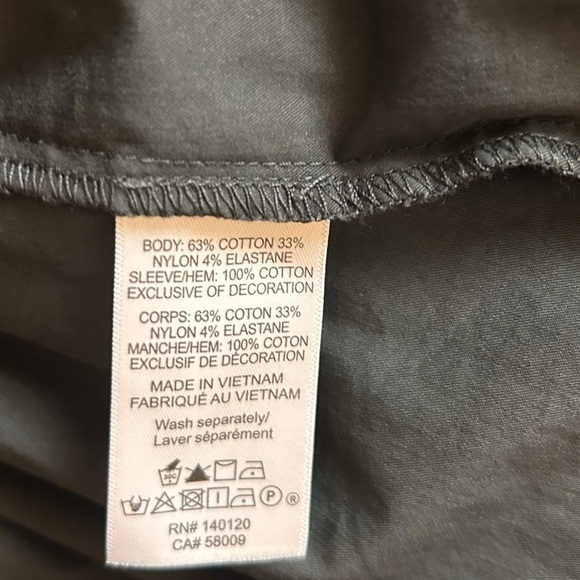 BODY: 63% COTTON 33%
NYLON 4% ELASTANE
SLEEVE/HEM: 100% COTTON
EXCLUSIVE OF DECORATION
CORPS: 63% COTON 33%
NYLON 4% ELASTANE
MANCHE/HEM: 100% COTON
EXCLUSIF DE DÉCORATION
MADE IN VIETNAM
FABRIQUÉ AU VIETNAM
Wash separately/
Laver séparément
30C
P ®
RN# 140120
CA# 58009